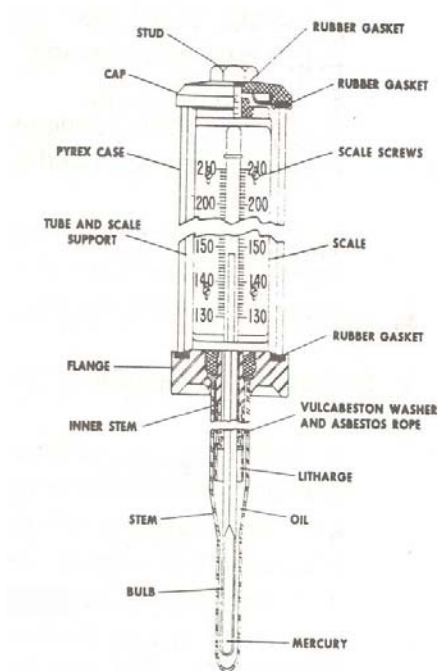 STUD
RUBBER GASKET
CAP
RUBBER GASKET
PYREX CASE
SCALE SCREWS
210 210
200 200
TUBE AND SCALE
SUPPORT
150 150
SCALE
140 140
130 130
RUBBER GASKET
FLANGE
INNER STEM
VULCABESTON WASHER
AND ASBESTOS ROPE
LITHARGE
STEM
OIL
BULB
MERCURY